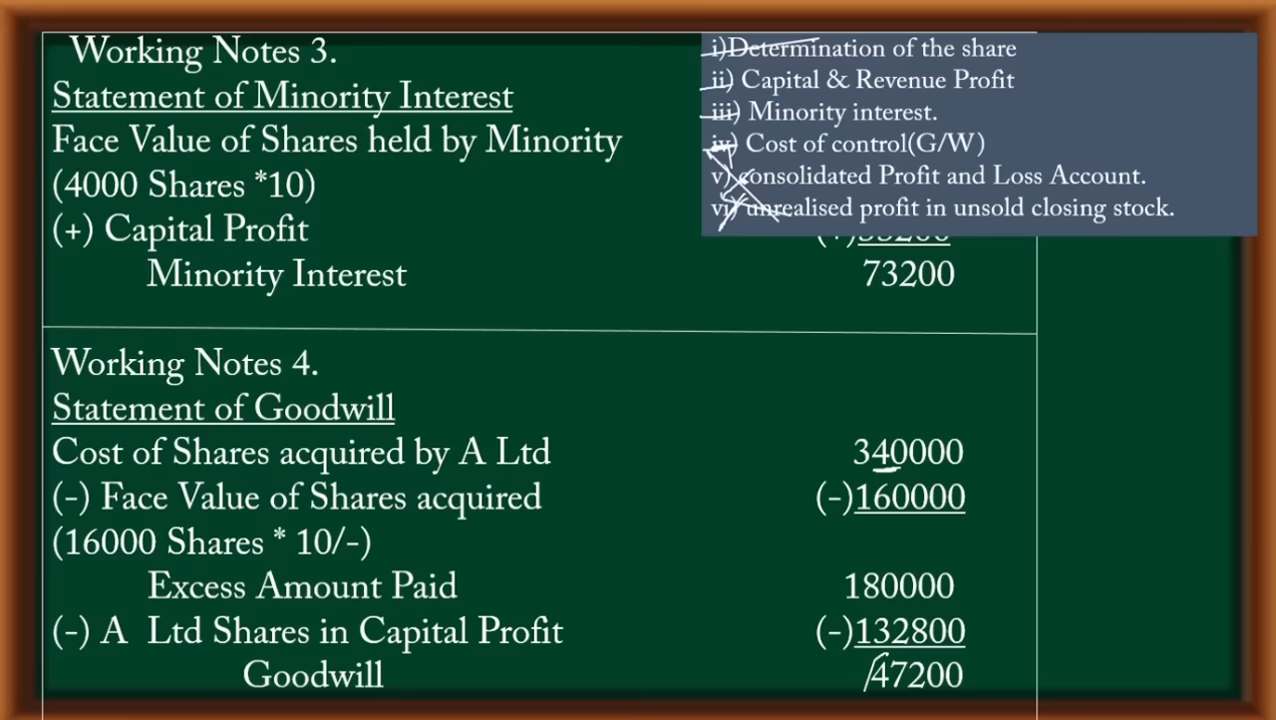 Working Notes 3.
Statement of Minority Interest
Face Value of Shares held by Minority
(4000 Shares *10)
(+) Capital Profit
Minority Interest 73200
i)Determination of the share
ii) Capital & Revenue Profit
iii) Minority interest.
iv) Cost of control(G/W)
v) consolidated Profit and Loss Account.
vi) unrealised profit in unsold closing stock.
Working Notes 4.
Statement of Goodwill
Cost of Shares acquired by A Ltd 340000
(-) Face Value of Shares acquired (-)160000
(16000 Shares * 10/-)
Excess Amount Paid 180000
(-) A Ltd Shares in Capital Profit (-)132800
Goodwill 47200